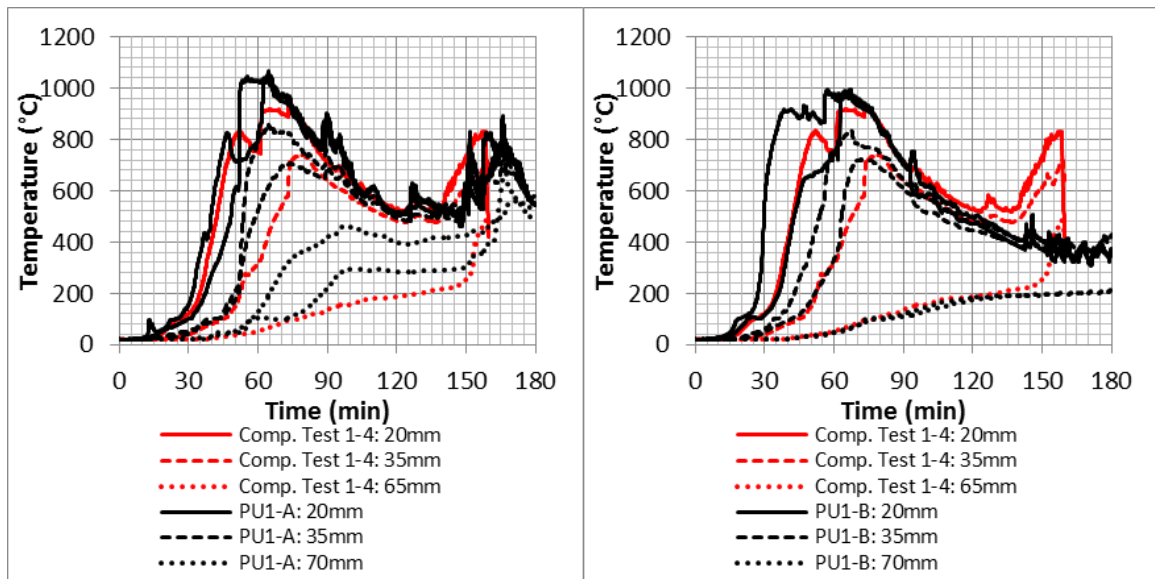 1200
1000
800
600
400
200
0
Temperature (°C)
0 30 60 90 120 150 180
Time (min)
Comp. Test 1-4: 20mm
Comp. Test 1-4: 35mm
Comp. Test 1-4: 65mm
PU1-A: 20mm
PU1-A: 35mm
PU1-A: 70mm
1200
1000
800
600
400
200
0
Temperature (°C)
0 30 60 90 120 150 180
Time (min)
Comp. Test 1-4: 20mm
Comp. Test 1-4: 35mm
Comp. Test 1-4: 65mm
PU1-B: 20mm
PU1-B: 35mm
PU1-B: 70mm